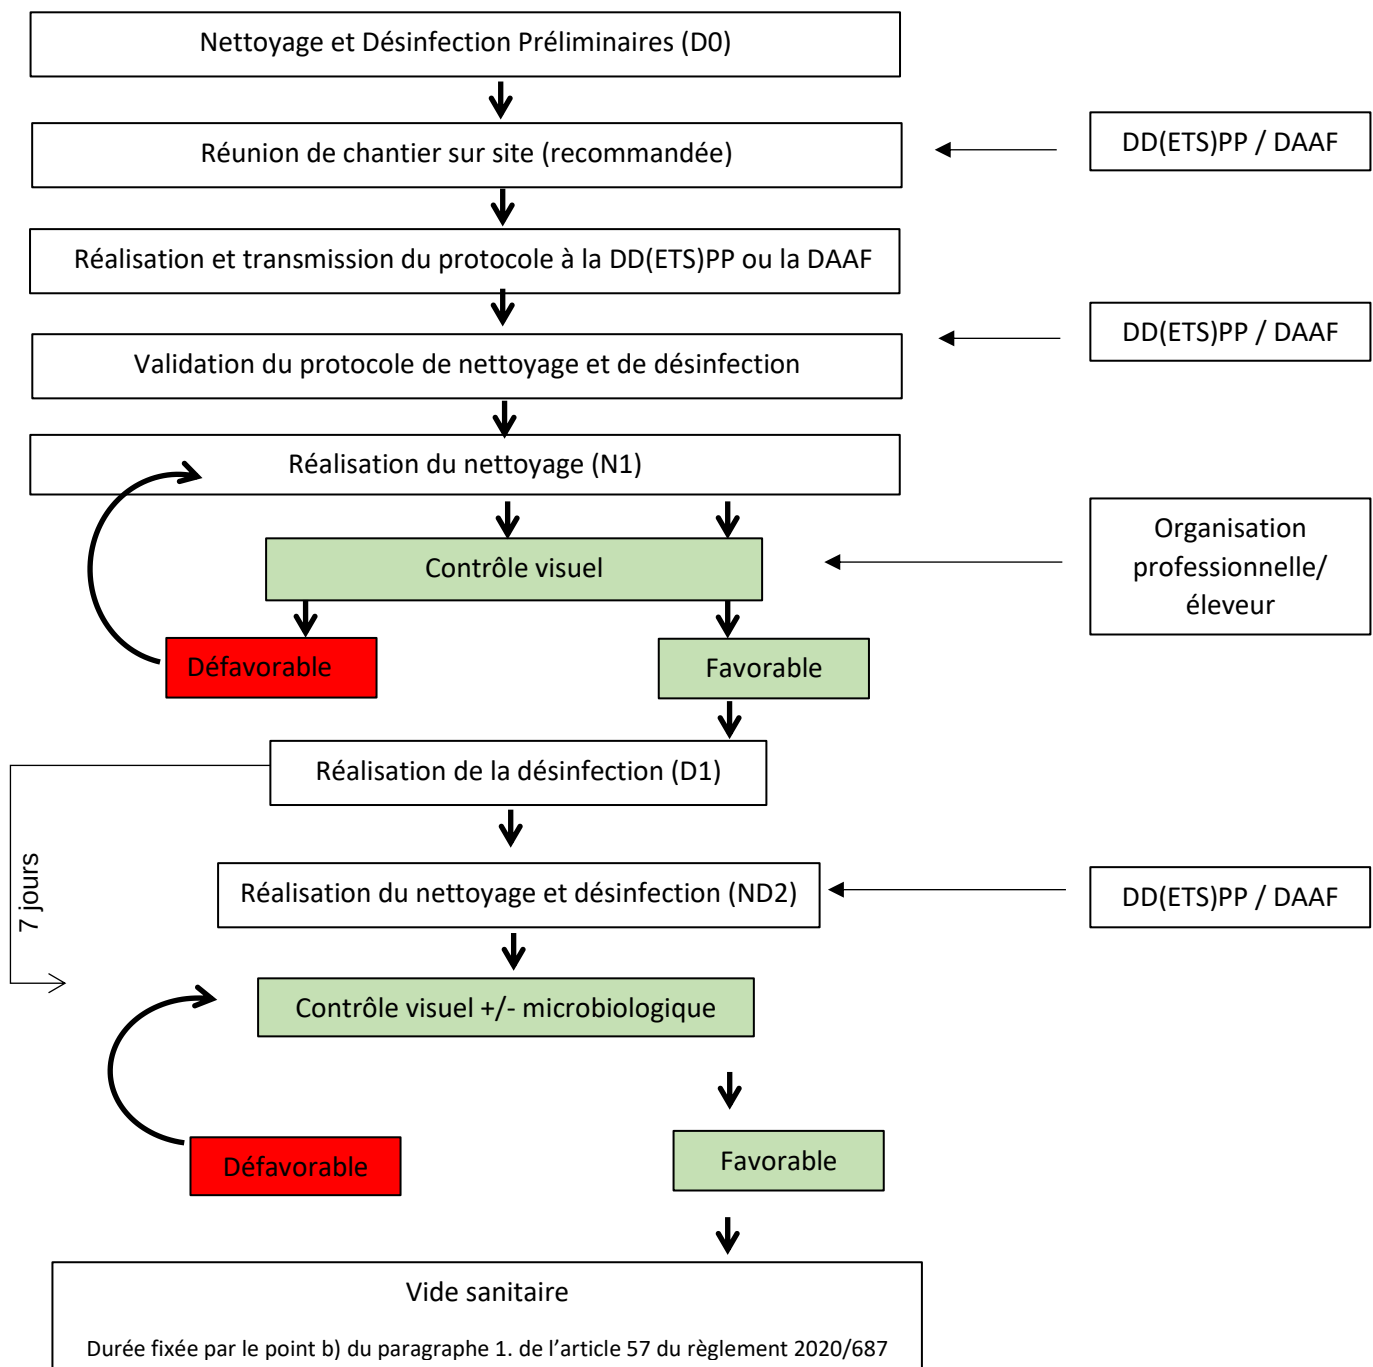 Nettoyage et Désinfection Préliminaires (D0)
Réunion de chantier sur site (recommandée)
DD(ETS)PP / DAAF
Réalisation et transmission du protocole à la DD(ETS)PP ou la DAAF
Validation du protocole de nettoyage et de désinfection
DD(ETS)PP / DAAF
Réalisation du nettoyage (N1)
Contrôle visuel
Organisation
professionnelle/
éleveur
Défavorable
Favorable
Réalisation de la désinfection (D1)
7 jours
Réalisation du nettoyage et désinfection (ND2)
DD(ETS)PP / DAAF
Contrôle visuel +/- microbiologique
Défavorable
Favorable
Vide sanitaire
Durée fixée par le point b) du paragraphe 1. de l’article 57 du règlement 2020/687